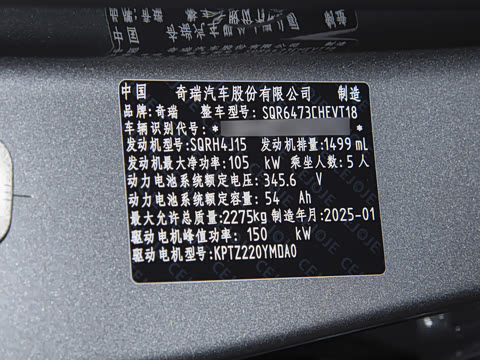 中国 奇瑞汽车股份有限公司 制造
品牌: 奇瑞 整车型号: SQR6473CHEVT18
车辆识别代号: * *
发动机型号: SQRH4J15 发动机排量: 1499 mL
发动机最大净功率: 105 kW 乘坐人数: 5 人
动力电池系统额定电压: 345.6 V
动力电池系统额定容量: 54 Ah
最大允许总质量: 2275kg 制造年月: 2025-01
驱动电机峰值功率: 150 kW
驱动电机型号: KPTZ220YMDA0